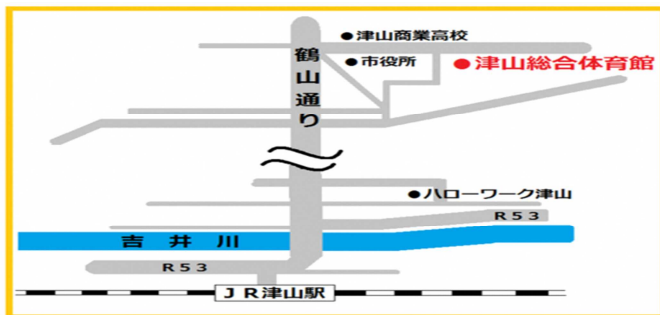 ●津山商業高校
●市役所
●津山総合体育館
鶴山通り
●ハローワーク津山
R53
吉井川
R53
JR津山駅